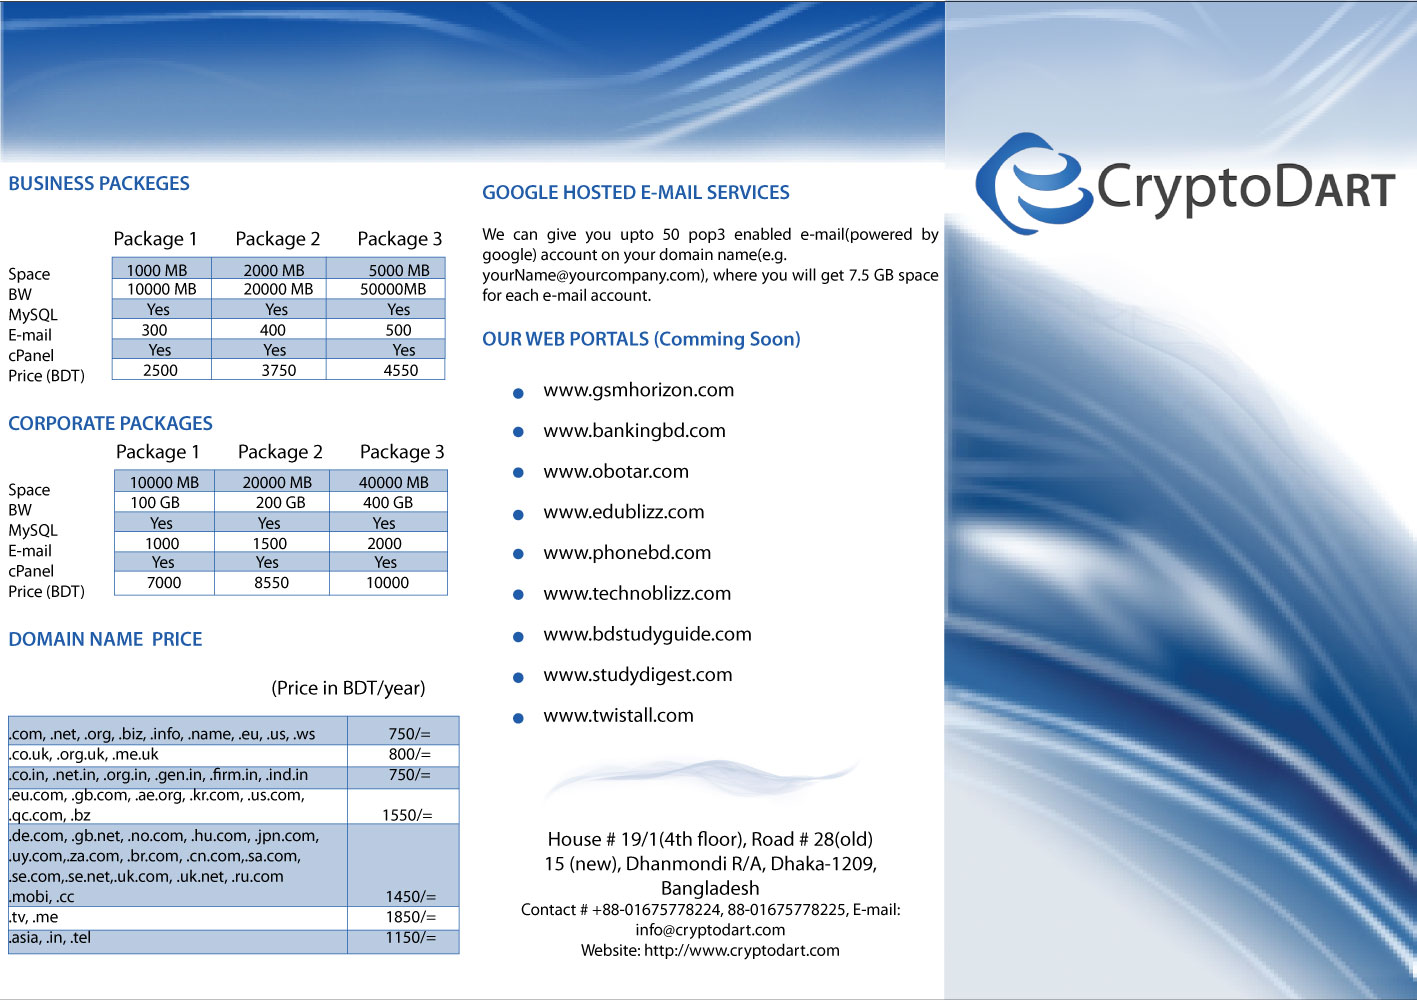 BUSINESS PACKEGES
Package 1 Package 2 Package 3
Space 1000 MB 2000 MB 5000 MB
BW 10000 MB 20000 MB 50000MB
MySQL Yes Yes Yes
E-mail 300 400 500
cPanel Yes Yes Yes
Price (BDT) 2500 3750 4550
CORPORATE PACKAGES
Package 1 Package 2 Package 3
Space 10000 MB 20000 MB 40000 MB
BW 100 GB 200 GB 400 GB
MySQL Yes Yes Yes
E-mail 1000 1500 2000
cPanel Yes Yes Yes
Price (BDT) 7000 8550 10000
DOMAIN NAME PRICE
(Price in BDT/year)
.com, .net, .org, .biz, .info, .name, .eu, .us, .ws 750/=
.co.uk, .org.uk, .me.uk 800/=
.co.in, .net.in, .org.in, .gen.in, .firm.in, .ind.in 750/=
.eu.com, .gb.com, .ae.org, .kr.com, .us.com,
.qc.com, .bz 1550/=
.de.com, .gb.net, .no.com, .hu.com, .jpn.com,
.uy.com,.za.com, .br.com, .cn.com,.sa.com,
.se.com,.se.net,.uk.com, .uk.net, .ru.com
.mobi, .cc 1450/=
.tv, .me 1850/=
.asia, .in, .tel 1150/=
GOOGLE HOSTED E-MAIL SERVICES
We can give you upto 50 pop3 enabled e-mail(powered by
google) account on your domain name(e.g.
yourName@yourcompany.com), where you will get 7.5 GB space
for each e-mail account.
OUR WEB PORTALS (Comming Soon)
www.gsmhorizon.com
www.bankingbd.com
www.obotar.com
www.edublizz.com
www.phonebd.com
www.technoblizz.com
www.bdstudyguide.com
www.studydigest.com
www.twistall.com
House # 19/1(4th floor), Road # 28(old)
15 (new), Dhanmondi R/A, Dhaka-1209,
Bangladesh
Contact # +88-01675778224, 88-01675778225, E-mail:
info@cryptodart.com
Website: http://www.cryptodart.com
CryptoDART